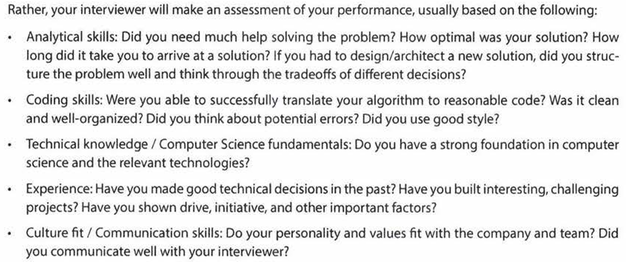 Rather, your interviewer will make an assessment of your performance, usually based on the following:
• Analytical skills: Did you need much help solving the problem? How optimal was your solution? How
long did it take you to arrive at a solution? If you had to design/architect a new solution, did you struc-
ture the problem well and think through the tradeoffs of different decisions?
• Coding skills: Were you able to successfully translate your algorithm to reasonable code? Was it clean
and well-organized? Did you think about potential errors? Did you use good style?
• Technical knowledge / Computer Science fundamentals: Do you have a strong foundation in computer
science and the relevant technologies?
• Experience: Have you made good technical decisions in the past? Have you built interesting, challenging
projects? Have you shown drive, initiative, and other important factors?
• Culture fit / Communication skills: Do your personality and values fit with the company and team? Did
you communicate well with your interviewer?